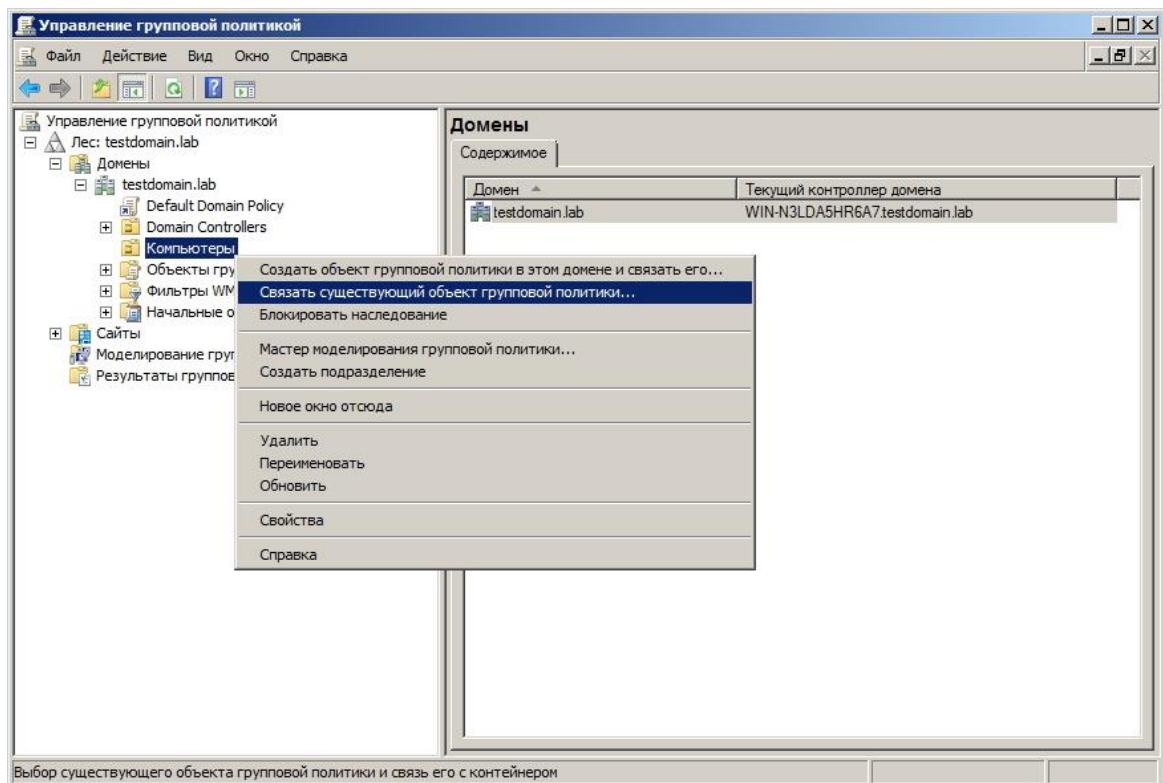 Управление групповой политикой
Файл Действие Вид Окно Справка
Управление групповой политикой
Лес: testdomain.lab
Домены
testdomain.lab
Default Domain Policy
Domain Controllers
Компьютеры
Объекты гру
Фильтры WM
Начальные о
Сайты
Моделирование груп
Результаты группов
Создать объект групповой политики в этом домене и связать его...
Связать существующий объект групповой политики...
Блокировать наследование
Мастер моделирования групповой политики...
Создать подразделение
Новое окно отсюда
Удалить
Переименовать
Обновить
Свойства
Справка
Домены
Содержимое
Домен Текущий контроллер домена
testdomain.lab WIN-N3LDA5HR6A7.testdomain.lab
Выбор существующего объекта групповой политики и связь его с контейнером